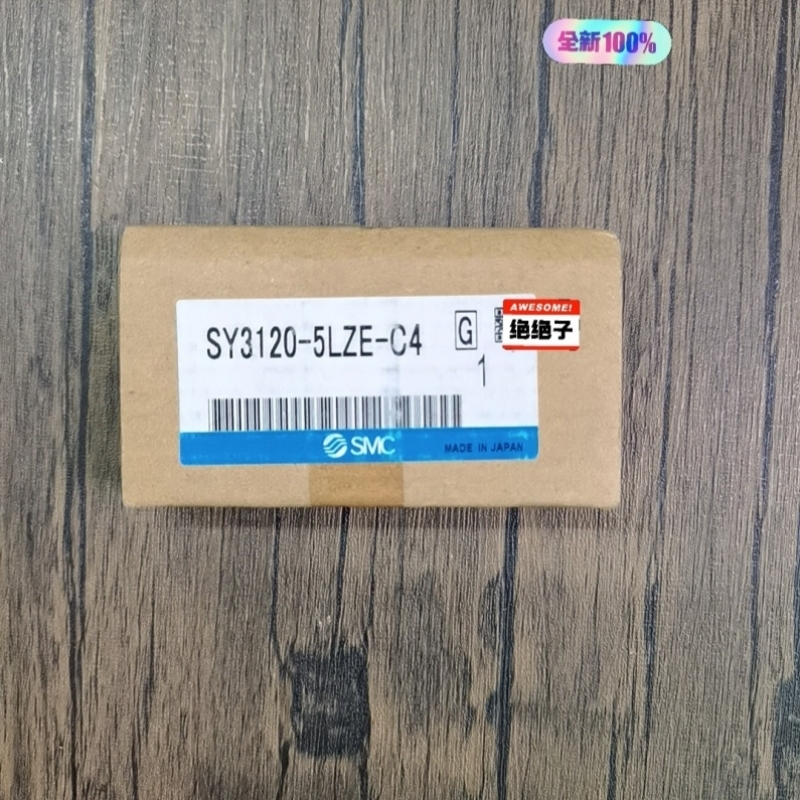 全新100%
AWESOME!
绝绝子
SY3120-5LZE-C4
G
1
SMC
MADE IN JAPAN